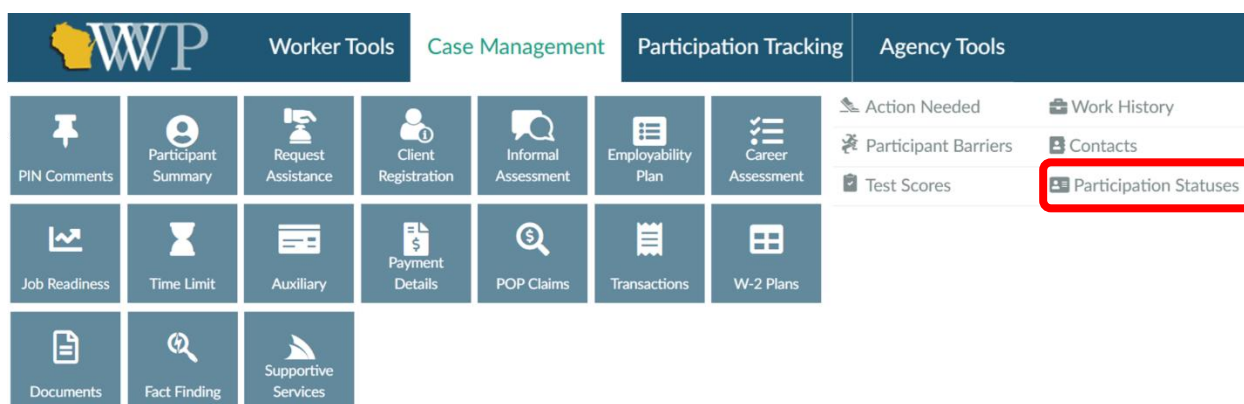 WWP
Worker Tools
Case Management
Participation Tracking
Agency Tools
PIN Comments
Participant
Summary
Request
Assistance
Client
Registration
Informal
Assessment
Employability
Plan
Career
Assessment
Action Needed
Work History
Participant Barriers
Contacts
Test Scores
Participation Statuses
Job Readiness
Time Limit
Auxiliary
Payment
Details
POP Claims
Transactions
W-2 Plans
Documents
Fact Finding
Supportive
Services